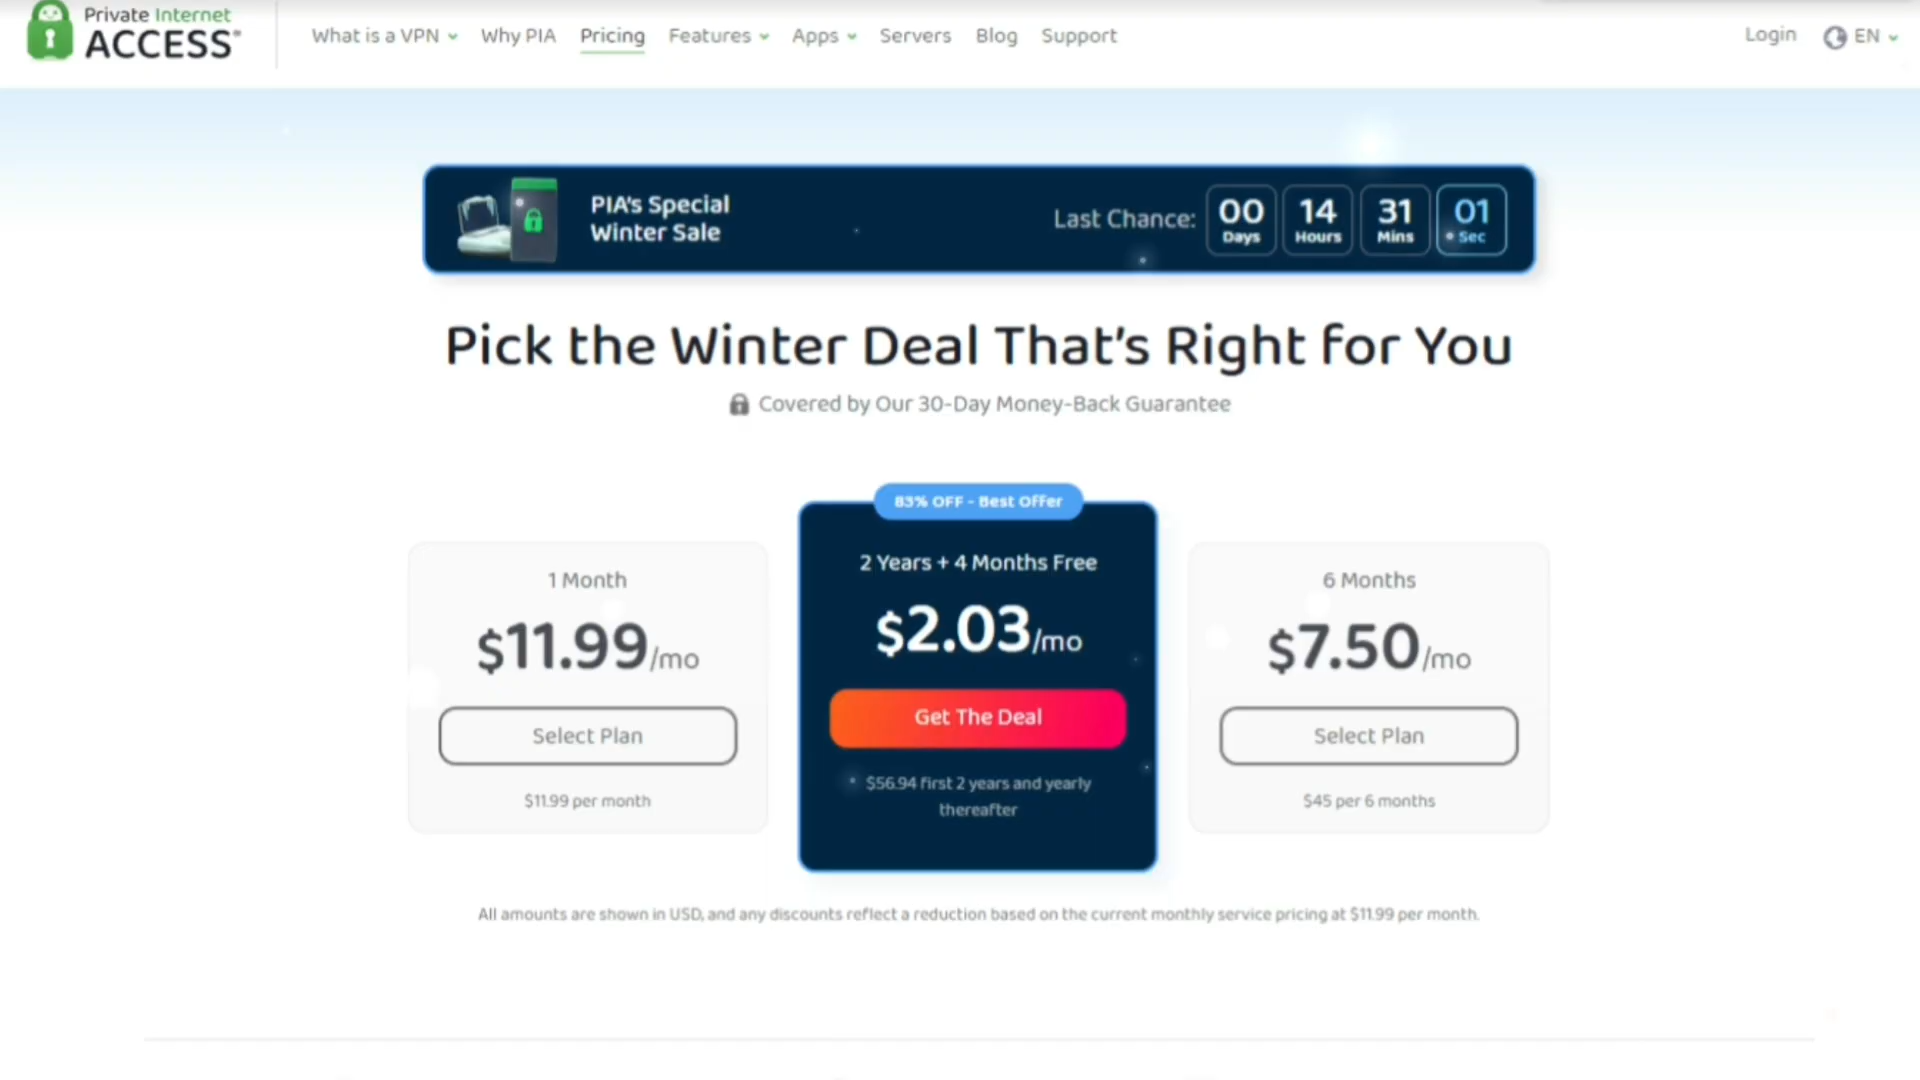 Private Internet
ACCESS®
What is a VPN
Why PIA
Pricing
Features
Apps
Servers
Blog
Support
Login
EN
PIA's Special
Winter Sale
Last Chance:
00
Days
14
Hours
31
Mins
01
Sec
Pick the Winter Deal That's Right for You
Covered by Our 30-Day Money-Back Guarantee
1 Month
$11.99/mo
Select Plan
$11.99 per month
83% OFF - Best Offer
2 Years + 4 Months Free
$2.03/mo
Get The Deal
$56.94 first 2 years and yearly
thereafter
6 Months
$7.50/mo
Select Plan
$45 per 6 months
All amounts are shown in USD, and any discounts reflect a reduction based on the current monthly service pricing at $11.99 per month.